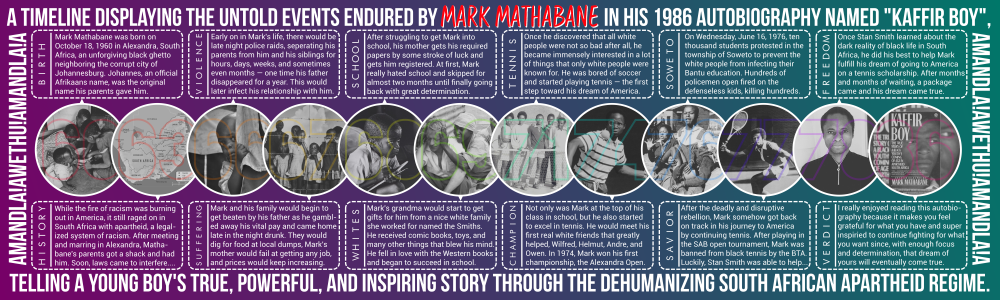 A TIMELINE DISPLAYING THE UNTOLD EVENTS ENDURED BY MARK MATHABANE IN HIS 1986 AUTOBIOGRAPHY NAMED "KAFFIR BOY",
AMANDLA!AWETHU!AMANDLA!A
BIRTH
Mark Mathabane was born on
October 18, 1960 in Alexandra, South
Africa, an unforgiving black ghetto
neighboring the corrupt city of
Johannesburg. Johannes, an official
Afrikaans name, was the original
name his parents gave him.
VIOLENCE
Early on in Mark's life, there would be
late night police raids, seperating his
parents from him and his siblings for
hours, days, weeks, and sometimes
even months — one time his father
disappeared for a year. This would
later infect his relationship with him.
SCHOOL
After struggling to get Mark into
school, his mother gets his required
papers by some stroke of luck and
gets him registered. At first, Mark
really hated school and skipped for
almost two months until finally going
back with great determination.
TENNIS
Once he discovered that all white
people were not so bad after all, he
became immensely interested in a lot
of things that only white people were
known for. He was bored of soccer
and started playing tennis — the first
step toward his dream of America.
SOWETO
On Wednesday, June 16, 1976, ten
thousand students protested in the
township of Soweto to prevent the
white people from infecting their
Bantu education. Hundreds of
policemen open fired on the
defenseless kids, killing hundreds.
FREEDOM
Once Stan Smith learned about the
dark reality of black life in South
Africa, he did his best to help Mark
fulfill his dream of going to America
on a tennis scholarship. After months
and months of waiting, a package
came and his dream came true.
AMANDLA!AWETHU!AMANDLA!A
KAFFIR
BOY
MARK MATHABANE
HISTORY
While the fire of racism was burning
out in America, it still raged on in
South Africa with apartheid, a legal-
ized system of racism. After meeting
and marring in Alexandra, Matha-
bane's parents got a shack and had
him. Soon, laws came to interfere...
SUFFERING
Mark and his family would begin to
get beaten by his father as he gambl-
ed away his vital pay and came home
late in the night drunk. They would
dig for food at local dumps, Mark's
mother would fail at getting any job,
and prices would keep increasing.
WHITES
Mark's grandma would start to get
gifts for him from a nice white family
she worked for named the Smiths.
He received comic books, toys, and
many other things that blew his mind.
He fell in love with the Western books
and began to succeed in school.
CHAMPION
Not only was Mark at the top of his
class in school, but he also started
to excel in tennis. He would meet his
first real white friends that greatly
helped, Wilfred, Helmut, Andre, and
Owen. In 1974, Mark won his first
championship, the Alexandra Open.
SAVIOR
After the deadly and disruptive
rebellion, Mark somehow got back
on track in his journey to America
by continuing tennis. After playing in
the SAB open tournament, Mark was
banned from black tennis by the BTA.
Luckily, Stan Smith was able to help.
VERDICT
I really enjoyed reading this autobio-
graphy because it makes you feel
grateful for what you have and super
inspired to continue fighting for what
you want since, with enough focus
and determination, that dream of
yours will eventually come true.
TELLING A YOUNG BOY'S TRUE, POWERFUL, AND INSPIRING STORY THROUGH THE DEHUMANIZING SOUTH AFRICAN APARTHEID REGIME.